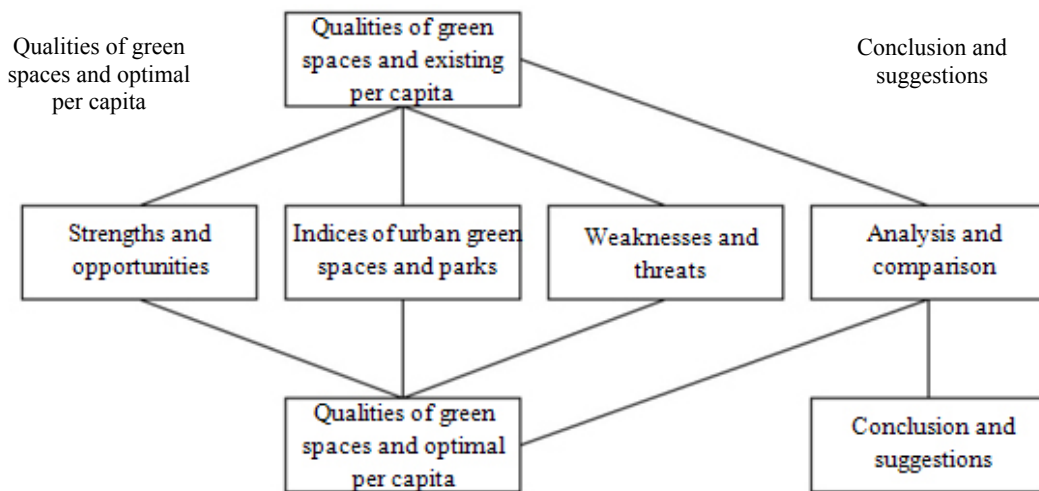 Qualities of green
spaces and optimal
per capita
Qualities of green
spaces and existing
per capita
Conclusion and
suggestions
Strengths and
opportunities
Indices of urban green
spaces and parks
Weaknesses and
threats
Analysis and
comparison
Qualities of green
spaces and optimal
per capita
Conclusion and
suggestions